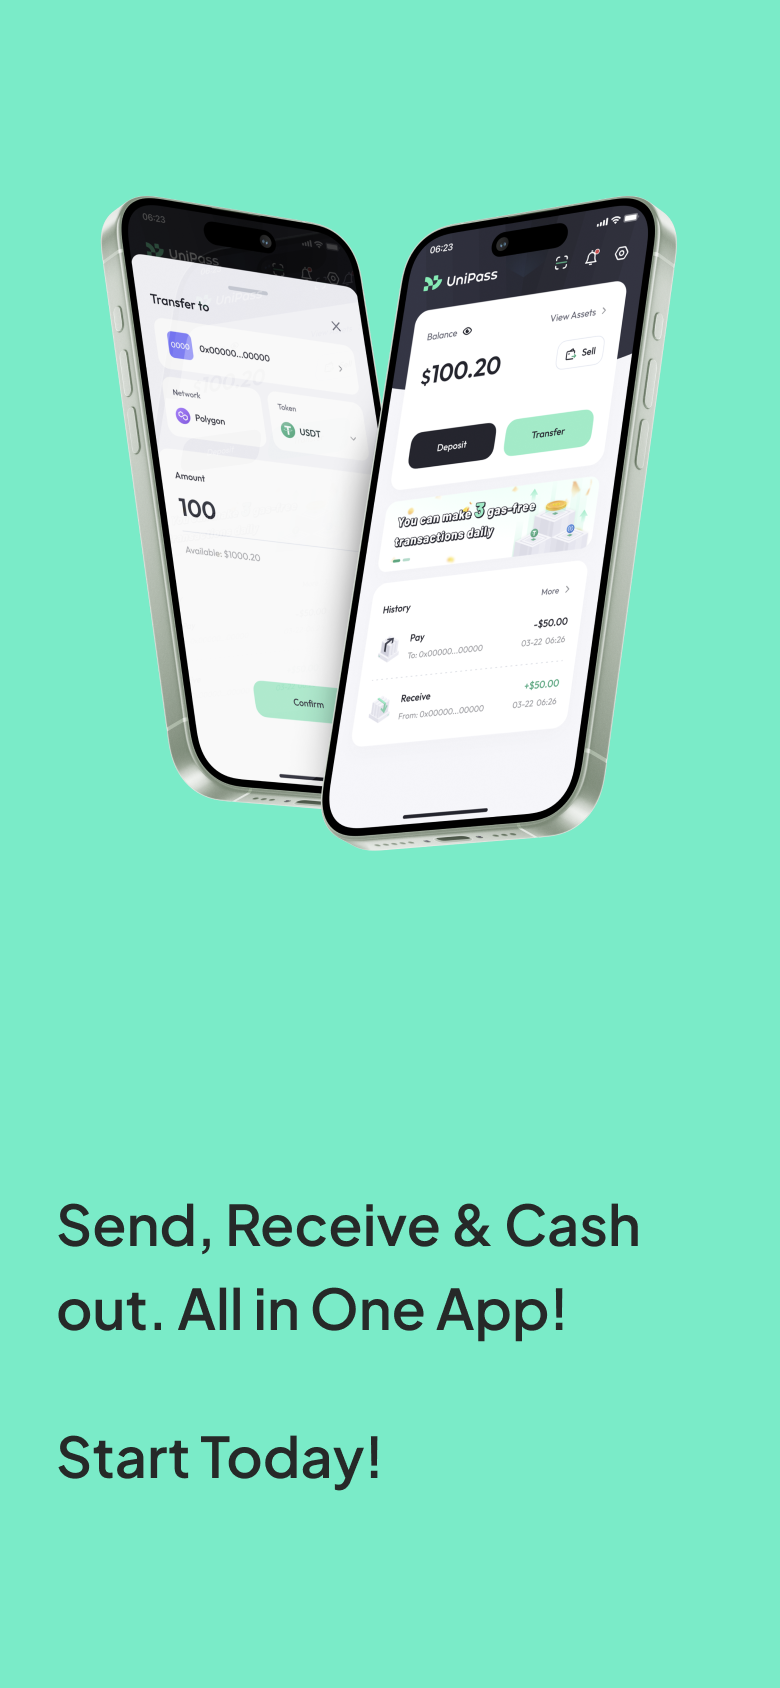 06:23
UniPass
Transfer to
0000
0x00000...00000
Network
Polygon
Token
USDT
Amount
100
Available: $1000.20
Confirm
06:23
UniPass
Balance
View Assets
$100.20
Sell
Deposit
Transfer
You can make 3 gas-free
transactions daily
History
More
Pay
-$50.00
To: 0x00000...00000
03-22 06:26
Receive
+$50.00
From: 0x00000...00000
03-22 06:26
Send, Receive & Cash
out. All in One App!
Start Today!